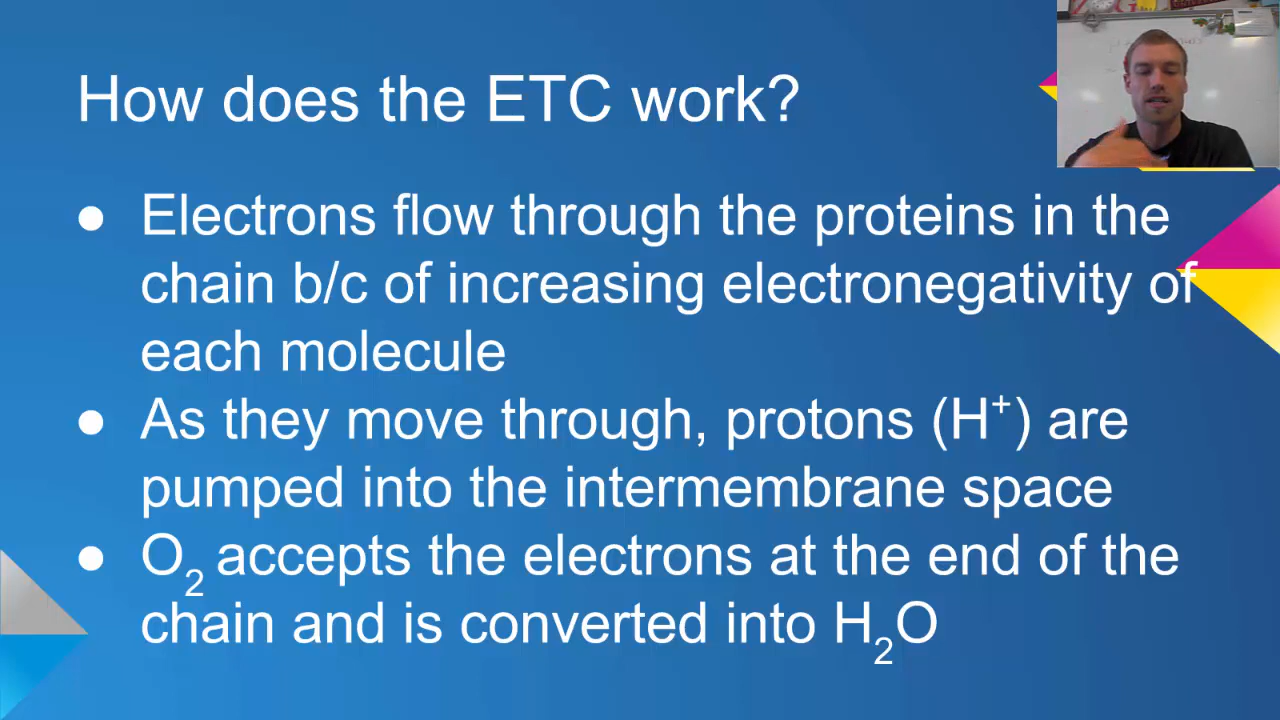 How does the ETC work?
● Electrons flow through the proteins in the
chain b/c of increasing electronegativity of
each molecule
● As they move through, protons (H⁺) are
pumped into the intermembrane space
● O₂ accepts the electrons at the end of the
chain and is converted into H₂O